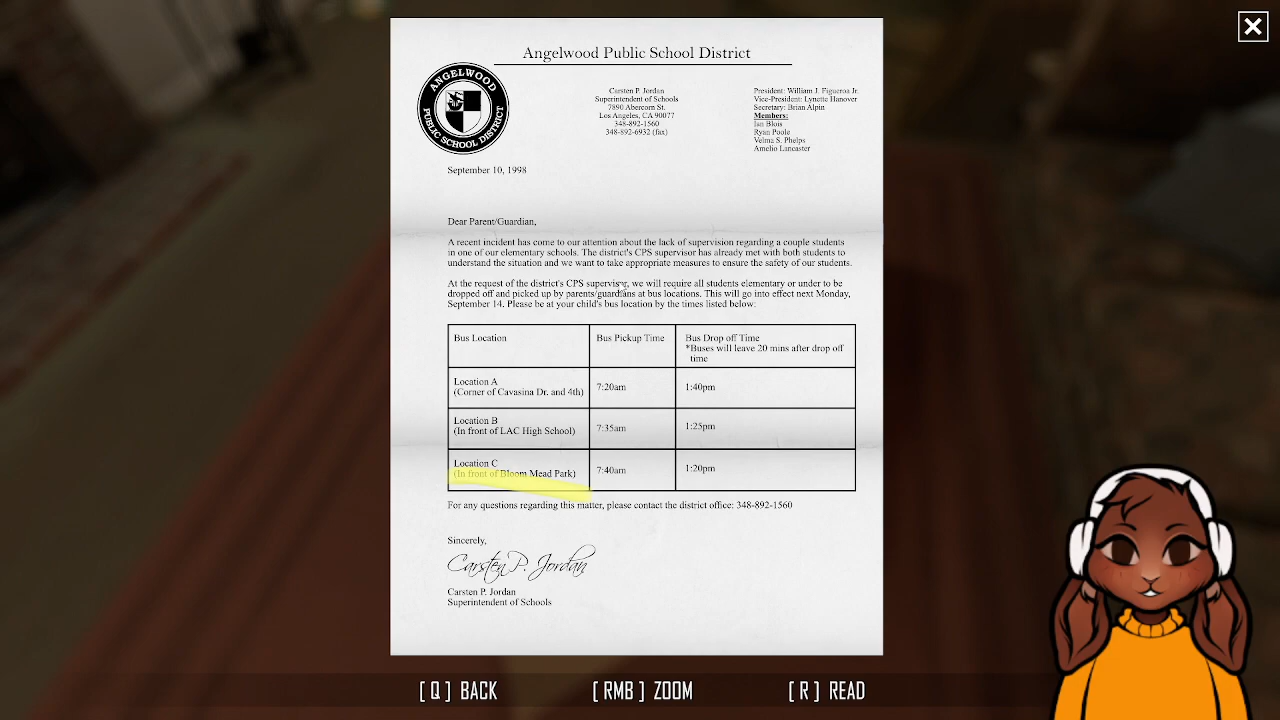 Angelwood Public School District
ANGELWOOD
PUBLIC SCHOOL DISTRICT
Carsten P. Jordan
Superintendent of Schools
7890 Abercorn St.
Los Angeles, CA 90077
348-892-1560
348-892-6932 (fax)
President: William J. Figueroa Jr.
Vice-President: Lynette Hanover
Secretary: Brian Alpin
Members:
Ian Blois
Ryan Poole
Velma S. Phelps
Amelio Lancaster
September 10, 1998
Dear Parent/Guardian,
A recent incident has come to our attention about the lack of supervision regarding a couple students
in one of our elementary schools. The district's CPS supervisor has already met with both students to
understand the situation and we want to take appropriate measures to ensure the safety of our students.
At the request of the district's CPS supervisor, we will require all students elementary or under to be
dropped off and picked up by parents/guardians at bus locations. This will go into effect next Monday,
September 14. Please be at your child's bus location by the times listed below:
Bus Location Bus Pickup Time Bus Drop off Time
*Buses will leave 20 mins after drop off
time
Location A
(Corner of Cavasina Dr. and 4th) 7:20am 1:40pm
Location B
(In front of LAC High School) 7:35am 1:25pm
Location C
(In front of Bloom Mead Park) 7:40am 1:20pm
For any questions regarding this matter, please contact the district office: 348-892-1560
Sincerely,
Carsten P. Jordan
Carsten P. Jordan
Superintendent of Schools
[ Q ] BACK [ RMB ] ZOOM [ R ] READ